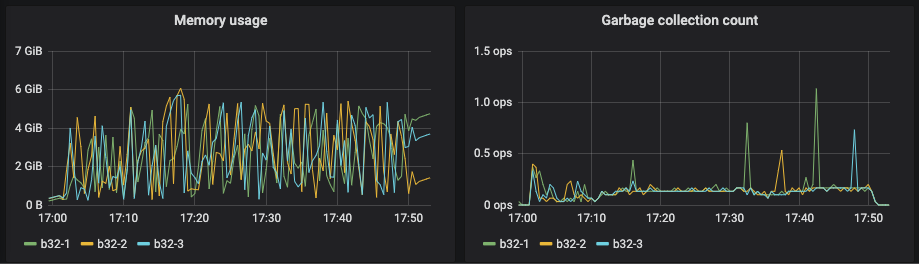 Memory usage
7 GiB
6 GiB
4 GiB
2 GiB
0 B
17:00 17:10 17:20 17:30 17:40 17:50
b32-1 b32-2 b32-3
Garbage collection count
1.5 ops
1.0 ops
0.5 ops
0 ops
17:00 17:10 17:20 17:30 17:40 17:50
b32-1 b32-2 b32-3